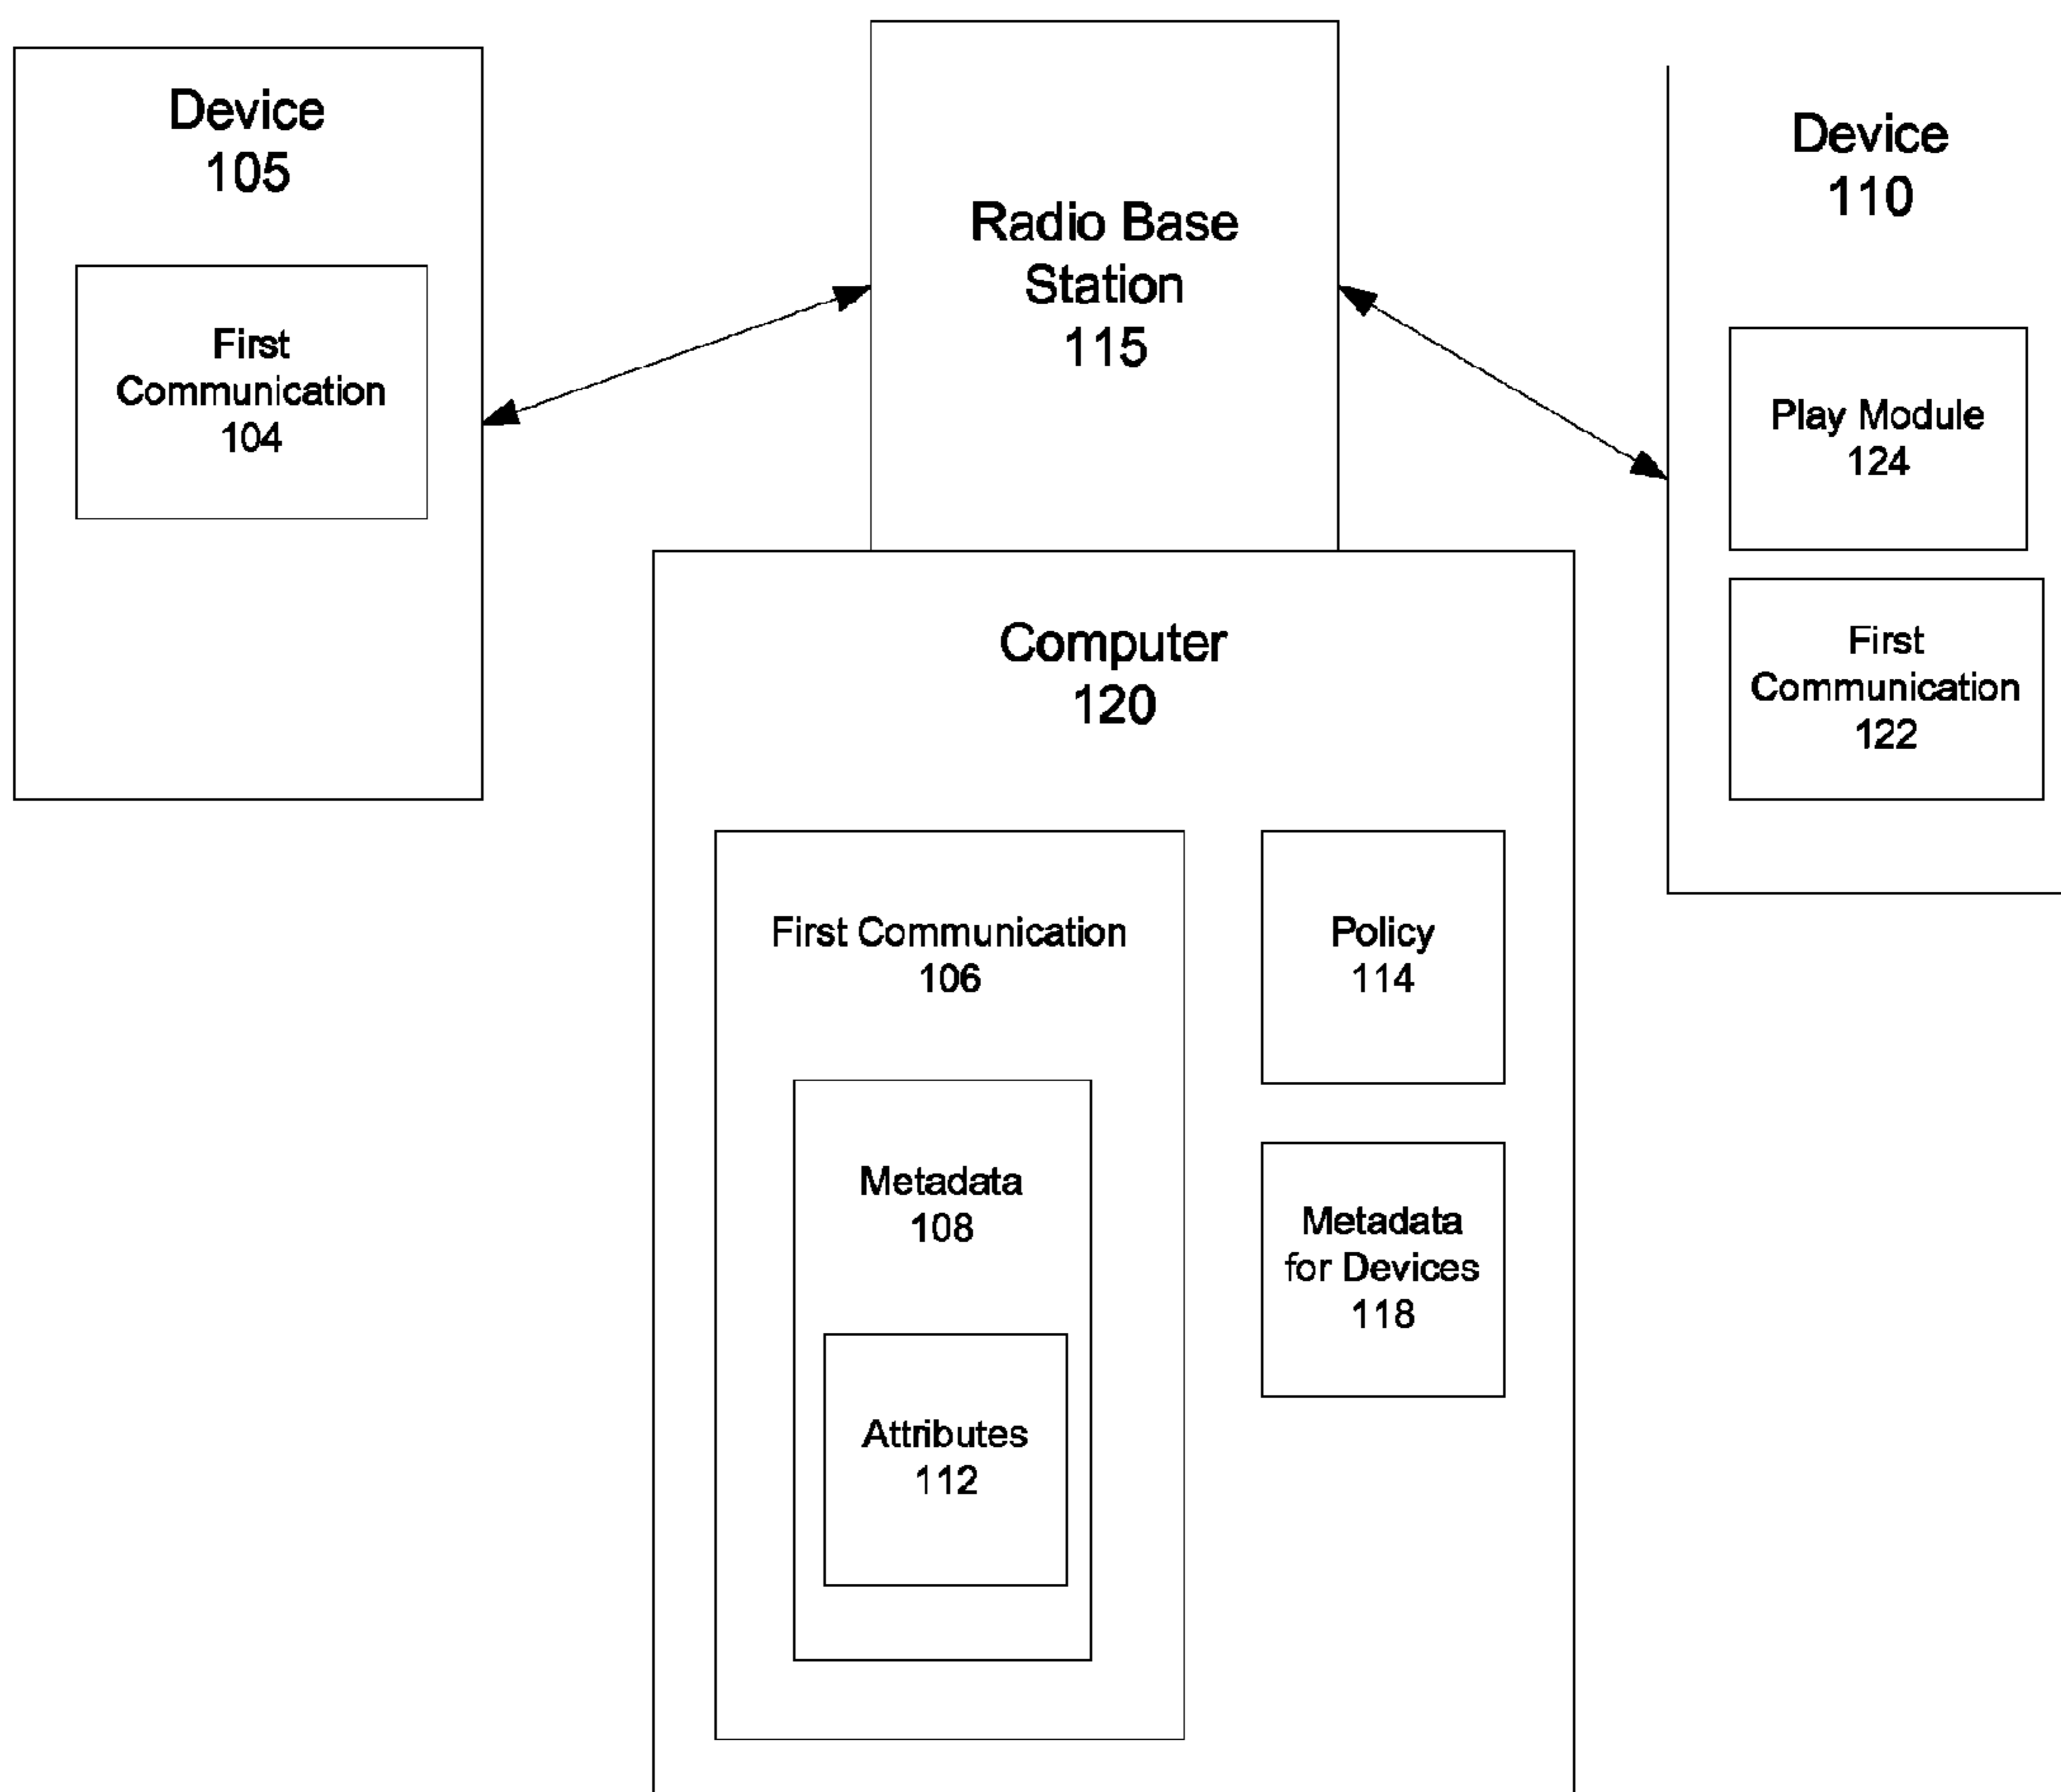 Device
105
First
Communication
104
Radio Base
Station
115
Device
110
Play Module
124
First
Communication
122
Computer
120
First Communication
106
Metadata
108
Attributes
112
Policy
114
Metadata
for Devices
118